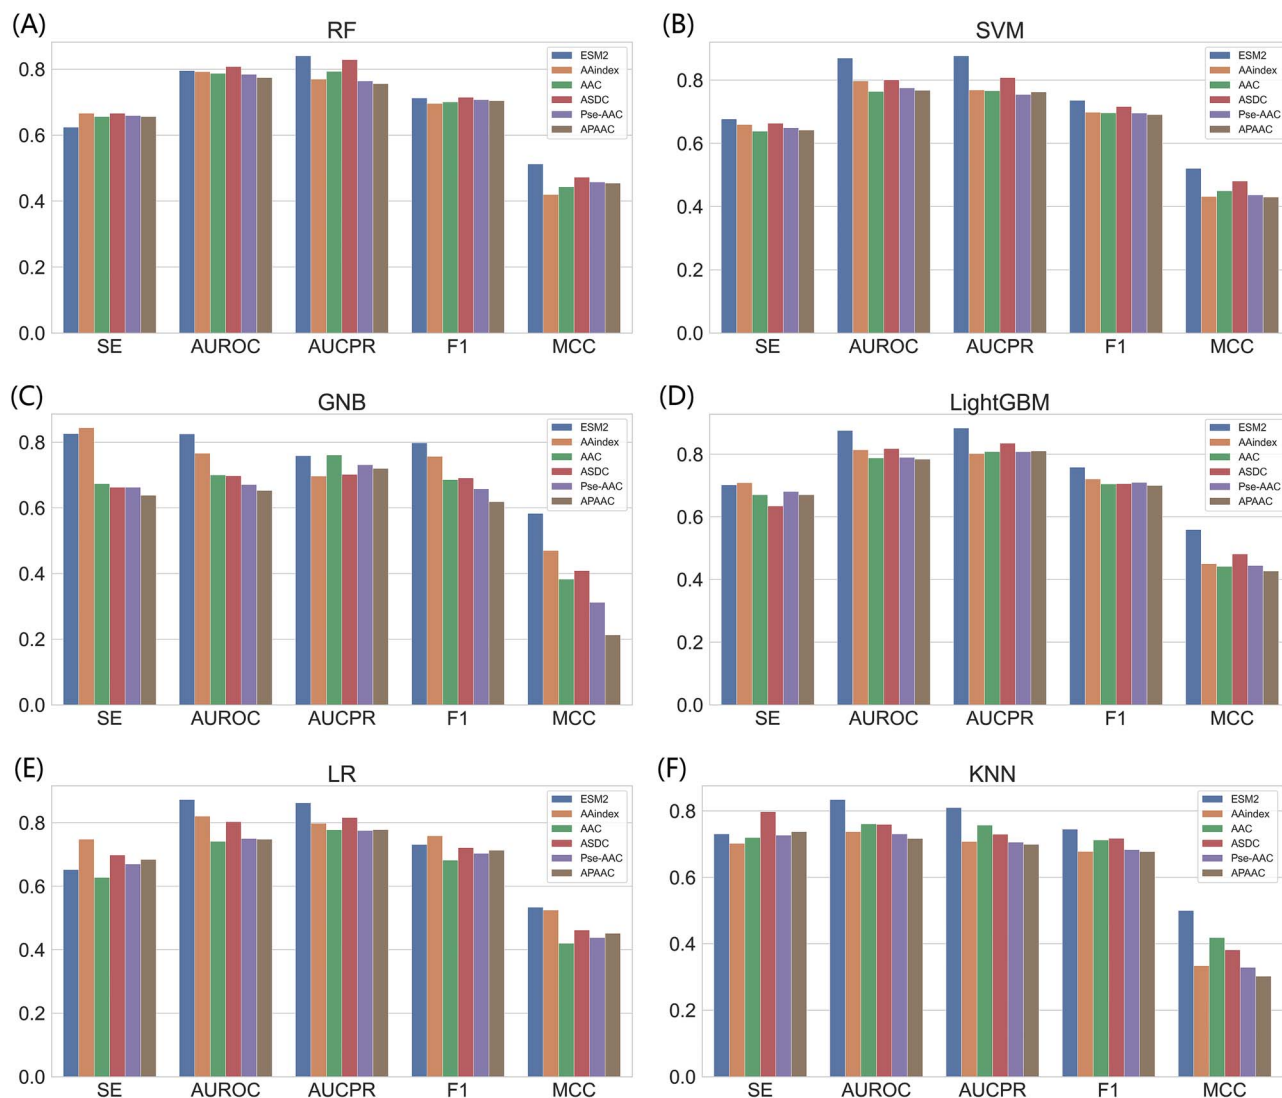 (A)
RF
0.8
0.6
0.4
0.2
0.0
SE AUROC AUCPR F1 MCC
ESM2
AAindex
AAC
ASDC
Pse-AAC
APAAC
(B)
SVM
0.8
0.6
0.4
0.2
0.0
SE AUROC AUCPR F1 MCC
ESM2
AAindex
AAC
ASDC
Pse-AAC
APAAC
(C)
GNB
0.8
0.6
0.4
0.2
0.0
SE AUROC AUCPR F1 MCC
ESM2
AAindex
AAC
ASDC
Pse-AAC
APAAC
(D)
LightGBM
0.8
0.6
0.4
0.2
0.0
SE AUROC AUCPR F1 MCC
ESM2
AAindex
AAC
ASDC
Pse-AAC
APAAC
(E)
LR
0.8
0.6
0.4
0.2
0.0
SE AUROC AUCPR F1 MCC
ESM2
AAindex
AAC
ASDC
Pse-AAC
APAAC
(F)
KNN
0.8
0.6
0.4
0.2
0.0
SE AUROC AUCPR F1 MCC
ESM2
AAindex
AAC
ASDC
Pse-AAC
APAAC